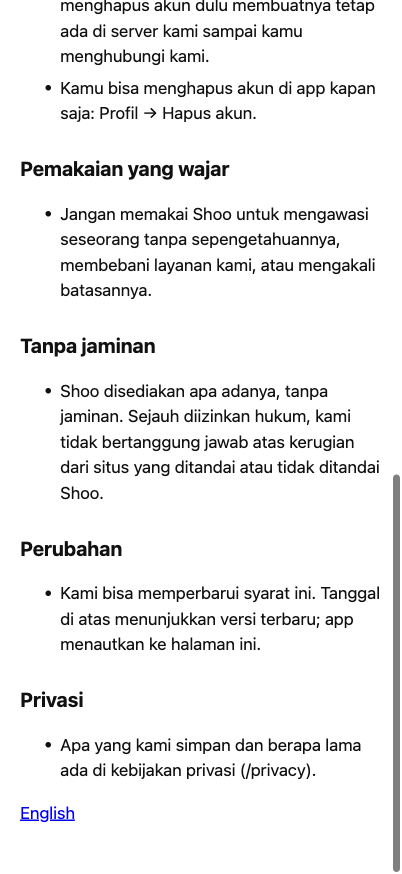 menghapus akun dulu membuatnya tetap
ada di server kami sampai kamu
menghubungi kami.
• Kamu bisa menghapus akun di app kapan
saja: Profil → Hapus akun.
Pemakaian yang wajar
• Jangan memakai Shoo untuk mengawasi
seseorang tanpa sepengetahuannya,
membebani layanan kami, atau mengakali
batasannya.
Tanpa jaminan
• Shoo disediakan apa adanya, tanpa
jaminan. Sejauh diizinkan hukum, kami
tidak bertanggung jawab atas kerugian
dari situs yang ditandai atau tidak ditandai
Shoo.
Perubahan
• Kami bisa memperbarui syarat ini. Tanggal
di atas menunjukkan versi terbaru; app
menautkan ke halaman ini.
Privasi
• Apa yang kami simpan dan berapa lama
ada di kebijakan privasi (/privacy).
English